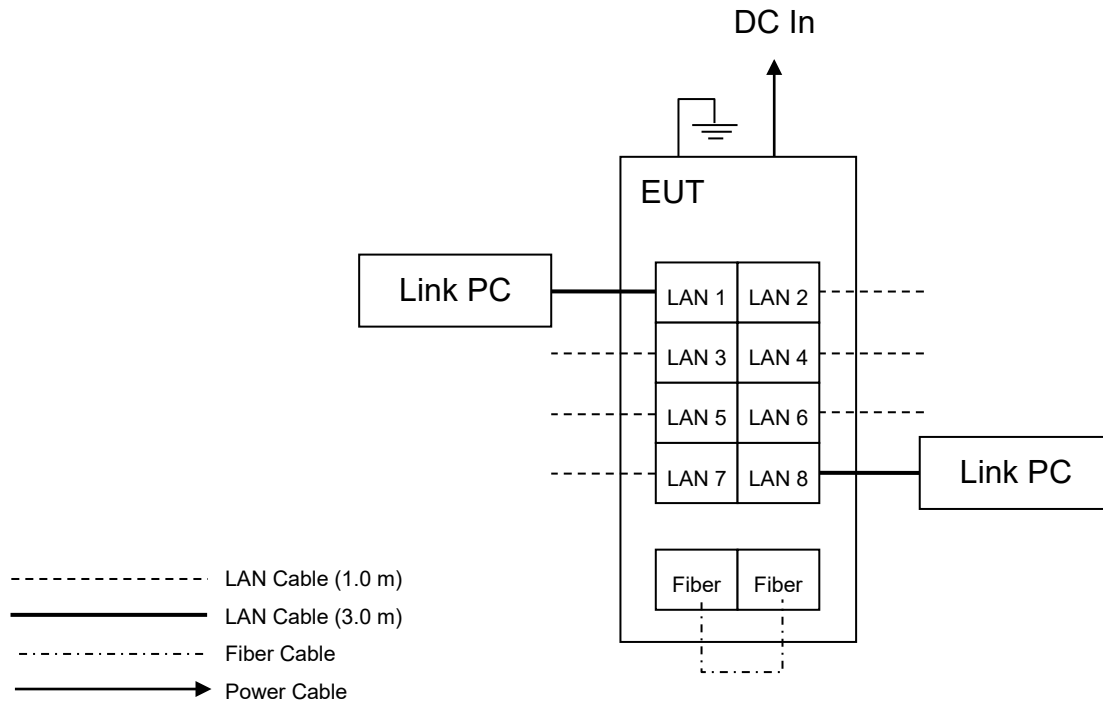 DC In
EUT
Link PC
LAN 1 LAN 2
LAN 3 LAN 4
LAN 5 LAN 6
LAN 7 LAN 8
Link PC
Fiber Fiber
LAN Cable (1.0 m)
LAN Cable (3.0 m)
Fiber Cable
Power Cable